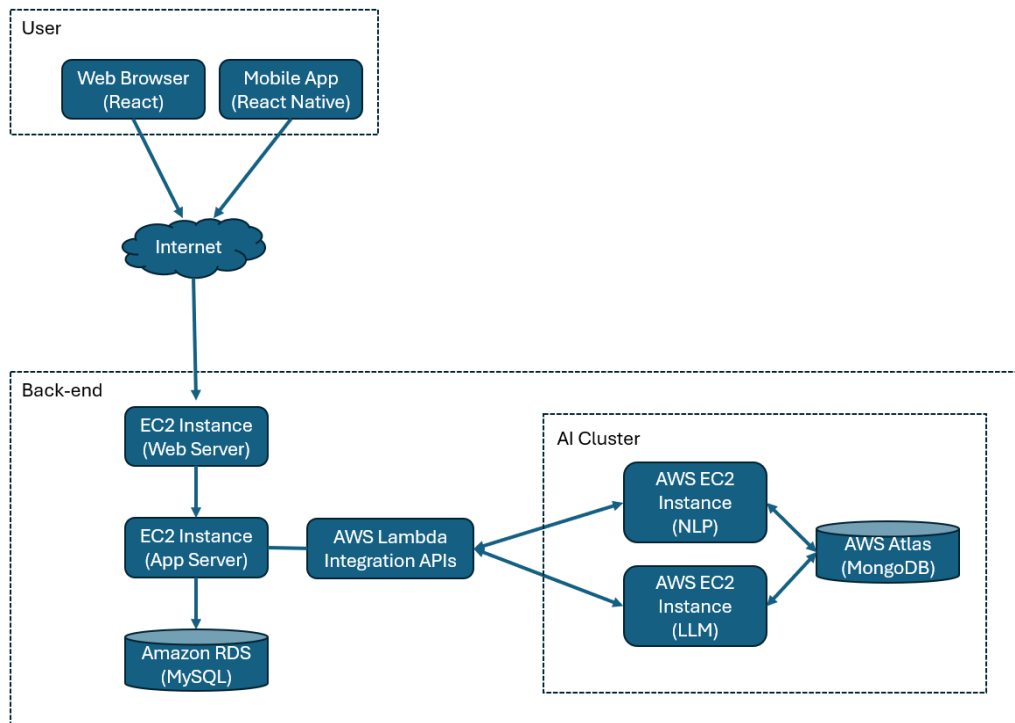 User
Web Browser
(React)
Mobile App
(React Native)
Internet
Back-end
EC2 Instance
(Web Server)
AI Cluster
AWS EC2
Instance
(NLP)
EC2 Instance
(App Server)
AWS Lambda
Integration APIs
AWS Atlas
(MongoDB)
AWS EC2
Instance
(LLM)
Amazon RDS
(MySQL)